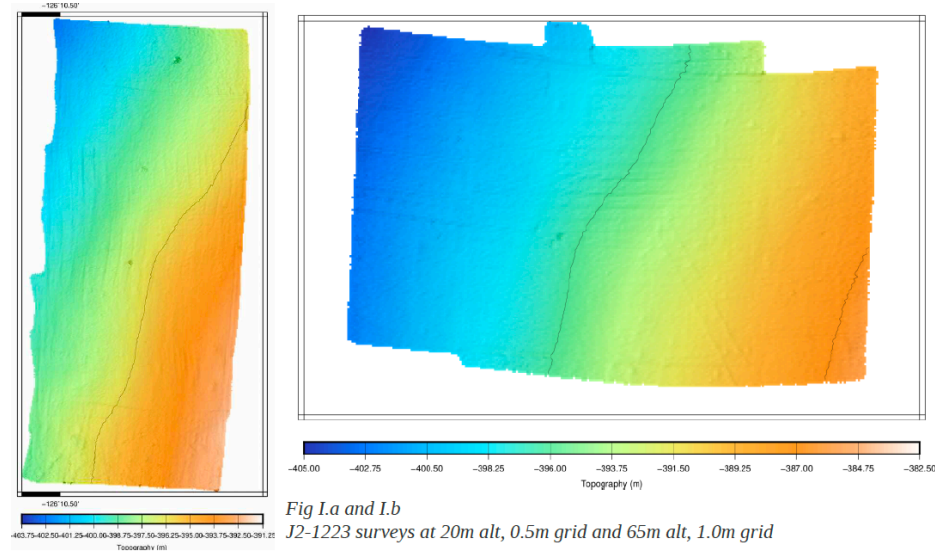 −126˚10.50'
−126˚10.50'
−403.75 −402.50 −401.25 −400.00 −398.75 −397.50 −396.25 −395.00 −393.75 −392.50 −391.25
Topography (m)
−405.00 −402.75 −400.50 −398.25 −396.00 −393.75 −391.50 −389.25 −387.00 −384.75 −382.50
Topography (m)
Fig I.a and I.b
J2-1223 surveys at 20m alt, 0.5m grid and 65m alt, 1.0m grid